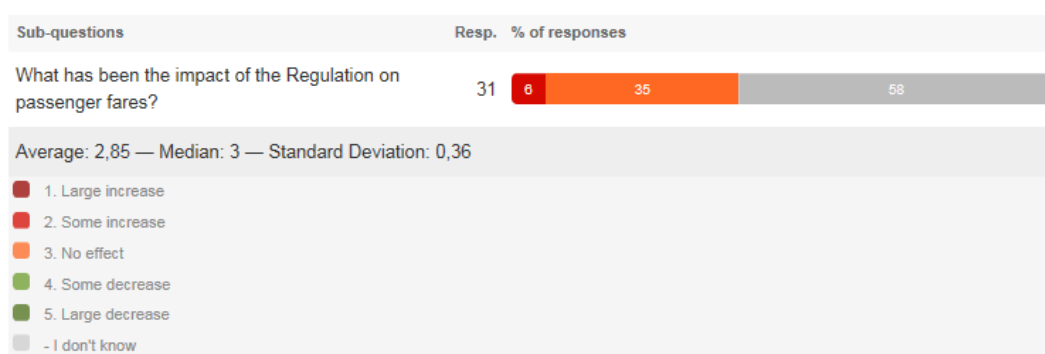 Sub-questions Resp. % of responses
What has been the impact of the Regulation on
passenger fares?
31 6 35 58
Average: 2,85 — Median: 3 — Standard Deviation: 0,36
1. Large increase
2. Some increase
3. No effect
4. Some decrease
5. Large decrease
- I don't know